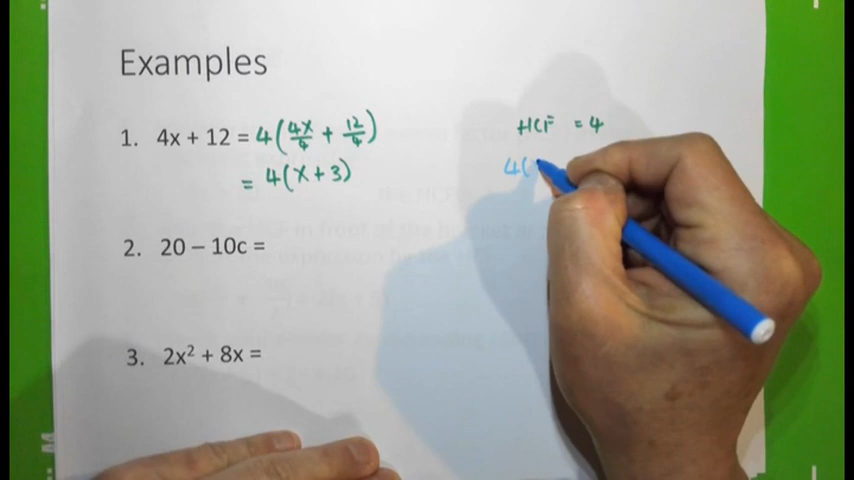 Examples
1. 4x + 12 = 4(4x/4 + 12/4)
= 4(x + 3)
HCF = 4
4(
2. 20 – 10c =
3. 2x² + 8x =